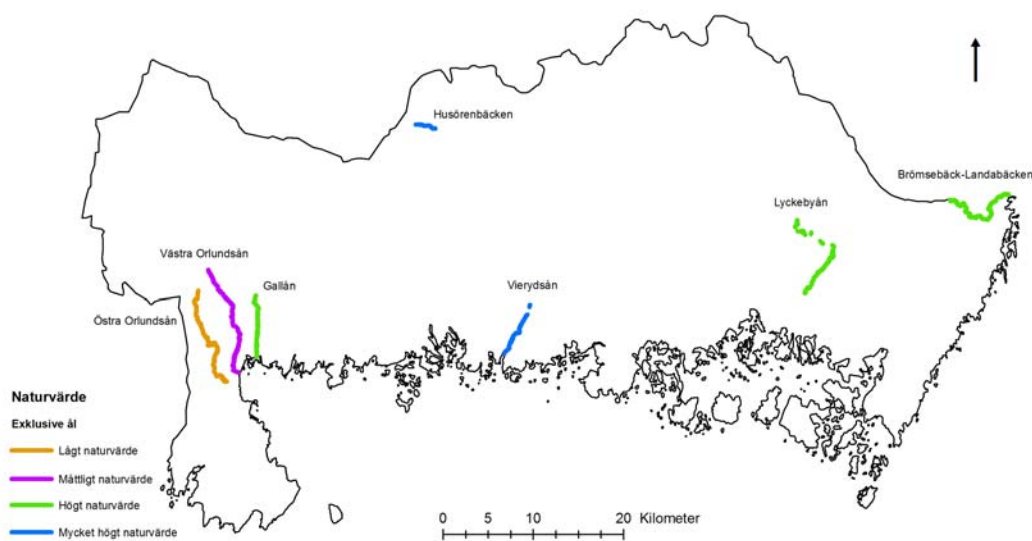 Husörenbäcken
Brömsebäck-Landabäcken
Lyckebyån
Västra Orlundsån
Gallån
Vierydsån
Östra Orlundsån
Naturvärde
Exklusive ål
Lågt naturvärde
Måttligt naturvärde
Högt naturvärde
Mycket högt naturvärde
0 5 10 20 Kilometer